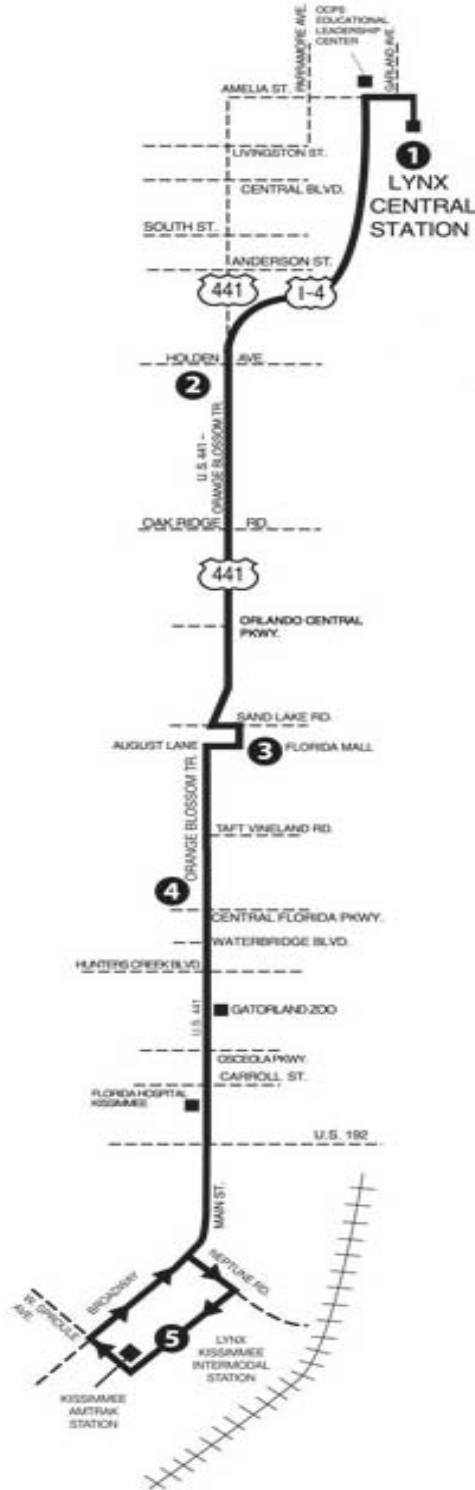 OCPS
EDUCATIONAL
LEADERSHIP
CENTER
PARRAMORE AVE.
GARLAND AVE.
AMELIA ST.
1
LYNX
CENTRAL
STATION
LIVINGSTON ST.
CENTRAL BLVD.
SOUTH ST.
ANDERSON ST.
441
I-4
HOLDEN AVE
2
U.S. 441 –
ORANGE BLOSSOM TR.
OAK RIDGE RD.
441
ORLANDO CENTRAL
PKWY.
SAND LAKE RD.
AUGUST LANE
3
FLORIDA MALL
ORANGE BLOSSOM TR.
TAFT VINELAND RD.
4
CENTRAL FLORIDA PKWY.
WATERBRIDGE BLVD.
HUNTERS CREEK BLVD.
U.S. 441
GATORLAND ZOO
OSCEOLA PKWY.
CARROLL ST.
FLORIDA HOSPITAL
KISSIMMEE
U.S. 192
MAIN ST.
BROADWAY
NEPTUNE RD.
W. SPROULE
AVE.
5
LYNX
KISSIMMEE
INTERMODAL
STATION
KISSIMMEE
AMTRAK
STATION